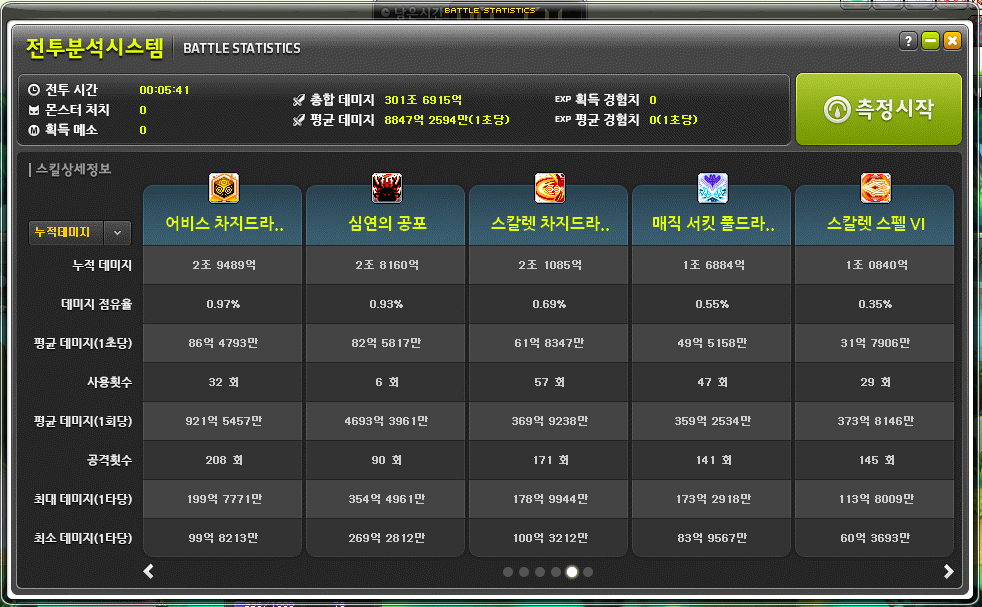 남은시간
BATTLE STATISTICS
전투분석시스템 BATTLE STATISTICS
전투 시간 00:05:41
몬스터 처치 0
획득 메소 0
총합 데미지 301조 6915억
평균 데미지 8847억 2594만(1초당)
EXP 획득 경험치 0
EXP 평균 경험치 0(1초당)
측정시작
스킬상세정보
누적데미지
어비스 차지드라.. 심연의 공포 스칼렛 차지드라.. 매직 서킷 풀드라.. 스칼렛 스펠 VI
누적 데미지 2조 9489억 2조 8160억 2조 1085억 1조 6884억 1조 0840억
데미지 점유율 0.97% 0.93% 0.69% 0.55% 0.35%
평균 데미지(1초당) 86억 4793만 82억 5817만 61억 8347만 49억 5158만 31억 7906만
사용횟수 32 회 6 회 57 회 47 회 29 회
평균 데미지(1회당) 921억 5457만 4693억 3961만 369억 9238만 359억 2534만 373억 8146만
공격횟수 208 회 90 회 171 회 141 회 145 회
최대 데미지(1타당) 199억 7771만 354억 4961만 178억 9944만 173억 2918만 113억 8009만
최소 데미지(1타당) 99억 8213만 269억 2812만 100억 3212만 83억 9567만 60억 3693만